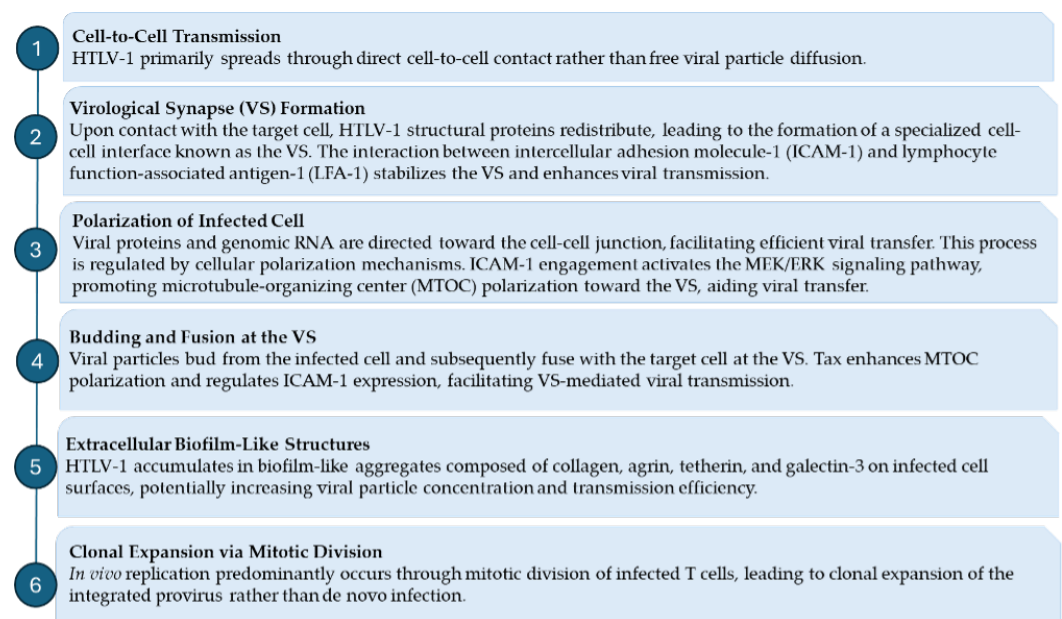 1
Cell-to-Cell Transmission
HTLV-1 primarily spreads through direct cell-to-cell contact rather than free viral particle diffusion.
2
Virological Synapse (VS) Formation
Upon contact with the target cell, HTLV-1 structural proteins redistribute, leading to the formation of a specialized cell-
cell interface known as the VS. The interaction between intercellular adhesion molecule-1 (ICAM-1) and lymphocyte
function-associated antigen-1 (LFA-1) stabilizes the VS and enhances viral transmission.
3
Polarization of Infected Cell
Viral proteins and genomic RNA are directed toward the cell-cell junction, facilitating efficient viral transfer. This process
is regulated by cellular polarization mechanisms. ICAM-1 engagement activates the MEK/ERK signaling pathway,
promoting microtubule-organizing center (MTOC) polarization toward the VS, aiding viral transfer.
4
Budding and Fusion at the VS
Viral particles bud from the infected cell and subsequently fuse with the target cell at the VS. Tax enhances MTOC
polarization and regulates ICAM-1 expression, facilitating VS-mediated viral transmission.
5
Extracellular Biofilm-Like Structures
HTLV-1 accumulates in biofilm-like aggregates composed of collagen, agrin, tetherin, and galectin-3 on infected cell
surfaces, potentially increasing viral particle concentration and transmission efficiency.
6
Clonal Expansion via Mitotic Division
In vivo replication predominantly occurs through mitotic division of infected T cells, leading to clonal expansion of the
integrated provirus rather than de novo infection.